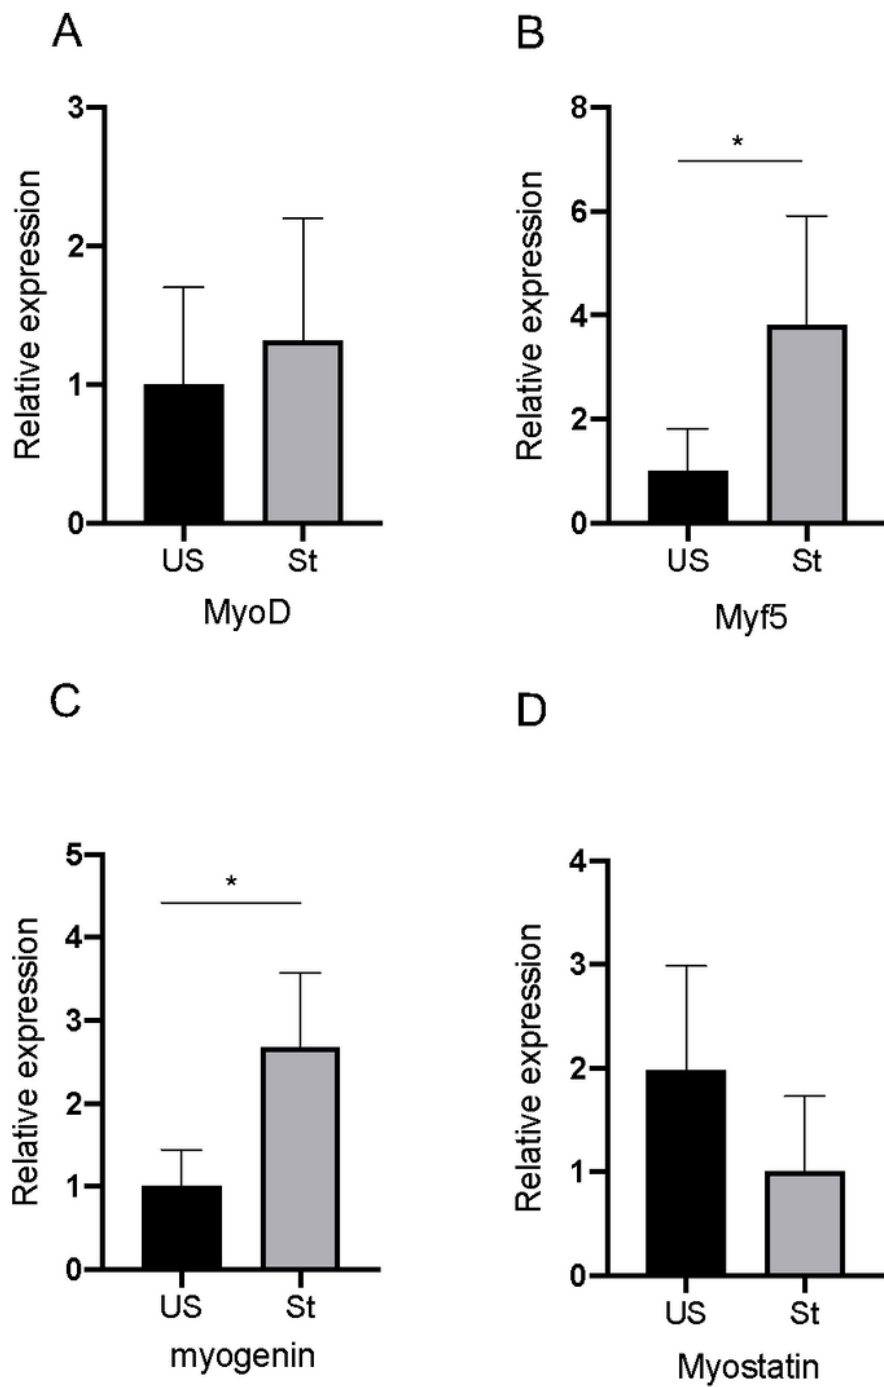 A
Relative expression
3
2
1
0
US St
MyoD
B
Relative expression
8
*
6
4
2
0
US St
Myf5
C
Relative expression
5
*
4
3
2
1
0
US St
myogenin
D
Relative expression
4
3
2
1
0
US St
Myostatin